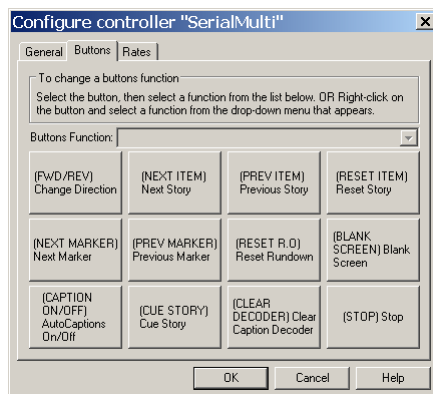 Configure controller "SerialMulti"
General Buttons Rates
To change a buttons function
Select the button, then select a function from the list below. OR Right-click on
the button and select a function from the drop-down menu that appears.
Buttons Function:
(FWD/REV)
Change Direction
(NEXT ITEM)
Next Story
(PREV ITEM)
Previous Story
(RESET ITEM)
Reset Story
(NEXT MARKER)
Next Marker
(PREV MARKER)
Previous Marker
(RESET R.O)
Reset Rundown
(BLANK
SCREEN) Blank
Screen
(CAPTION
ON/OFF)
AutoCaptions
On/Off
(CUE STORY)
Cue Story
(CLEAR
DECODER) Clear
Caption Decoder
(STOP) Stop
OK Cancel Help